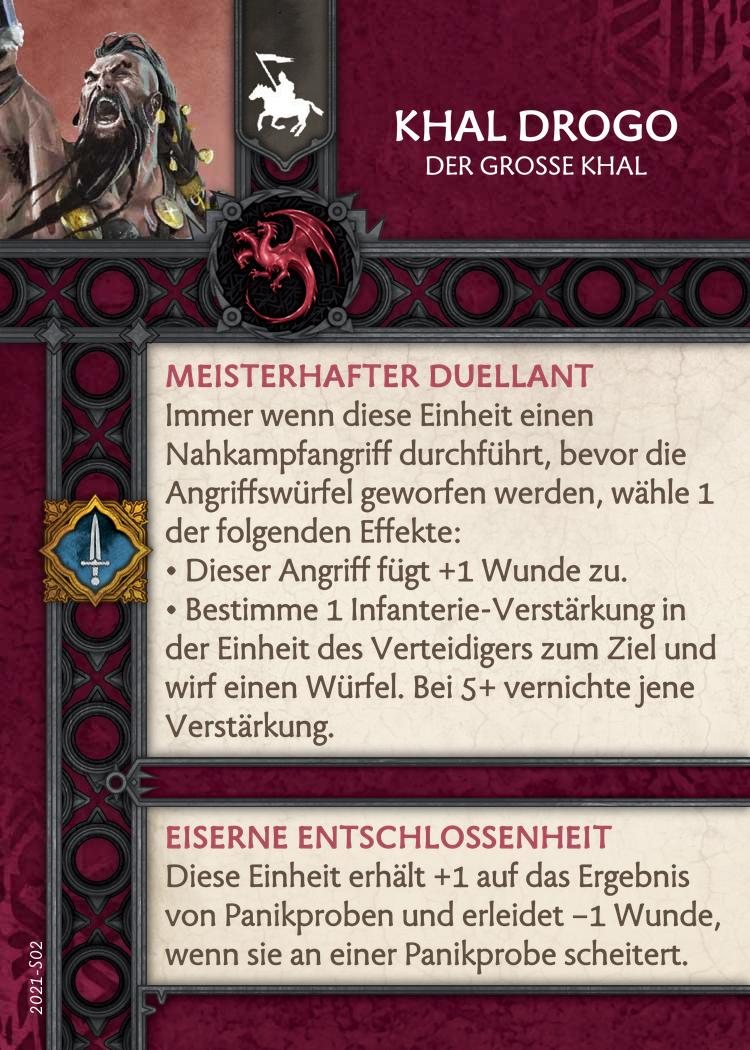 KHAL DROGO
DER GROSSE KHAL
MEISTERHAFTER DUELLANT
Immer wenn diese Einheit einen
Nahkampfangriff durchführt, bevor die
Angriffswürfel geworfen werden, wähle 1
der folgenden Effekte:
• Dieser Angriff fügt +1 Wunde zu.
• Bestimme 1 Infanterie-Verstärkung in
der Einheit des Verteidigers zum Ziel und
wirf einen Würfel. Bei 5+ vernichte jene
Verstärkung.
EISERNE ENTSCHLOSSENHEIT
Diese Einheit erhält +1 auf das Ergebnis
von Panikproben und erleidet −1 Wunde,
wenn sie an einer Panikprobe scheitert.
2021-S02